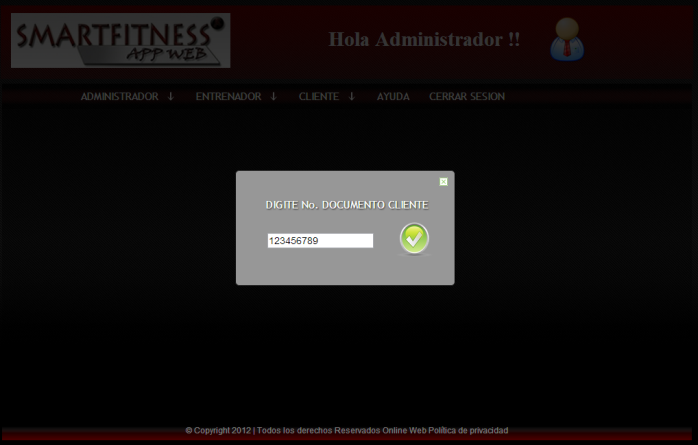 SMARTFITNESS
APP WEB
Hola Administrador !!
ADMINISTRADOR ↓ ENTRENADOR ↓ CLIENTE ↓ AYUDA CERRAR SESION
DIGITE No. DOCUMENTO CLIENTE
123456789
© Copyright 2012 | Todos los derechos Reservados Online Web Política de privacidad